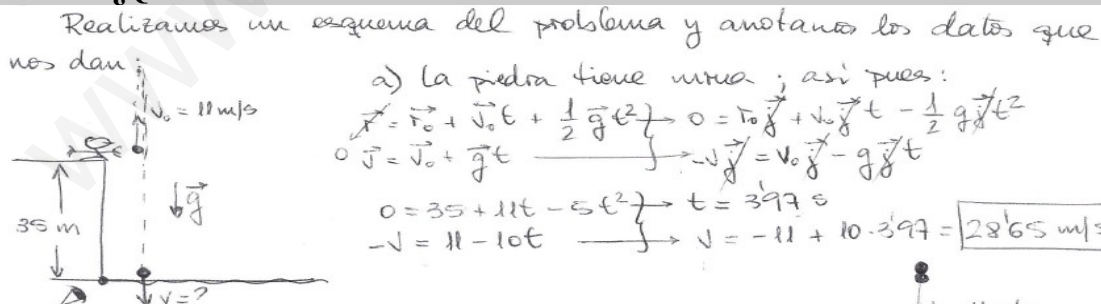 Realizamos un esquema del problema y anotamos los datos que
nos dan:
V₀ = 11 m/s
35 m
g⃗
V = ?
a) La piedra tiene mrua ; así pues:
r⃗ = r⃗₀ + v⃗₀t + ½ g⃗t² } → 0 = r₀j⃗ + v₀j⃗t - ½ gj⃗t²
0
v⃗ = v⃗₀ + g⃗t → -vj⃗ = v₀j⃗ - gj⃗t
0 = 35 + 11t - 5t² } → t = 3'97 s
-v = 11 - 10t → v = -11 + 10·3'97 = 28'65 m/s